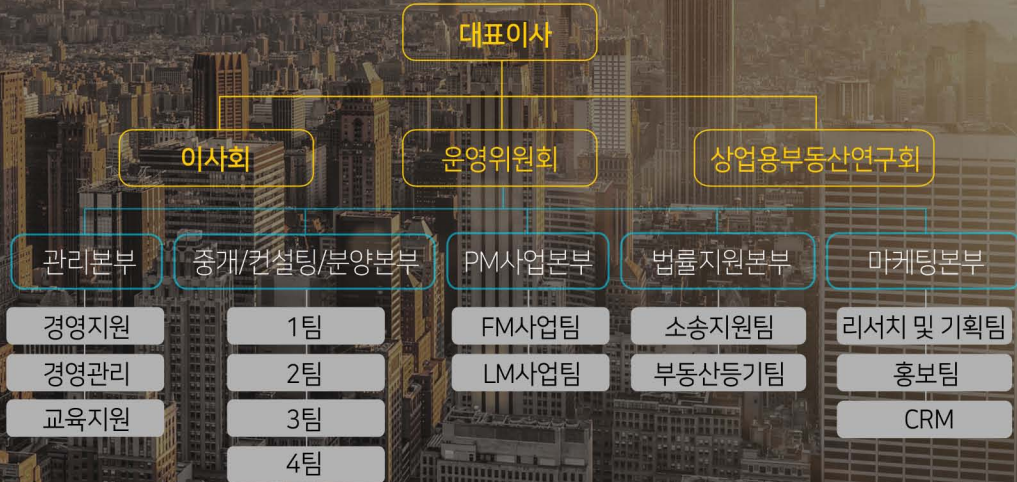 대표이사
이사회
운영위원회
상업용부동산연구회
관리본부
중개/컨설팅/분양본부
PM사업본부
법률지원본부
마케팅본부
경영지원
1팀
FM사업팀
소송지원팀
리서치 및 기획팀
경영관리
2팀
LM사업팀
부동산등기팀
홍보팀
교육지원
3팀
CRM
4팀